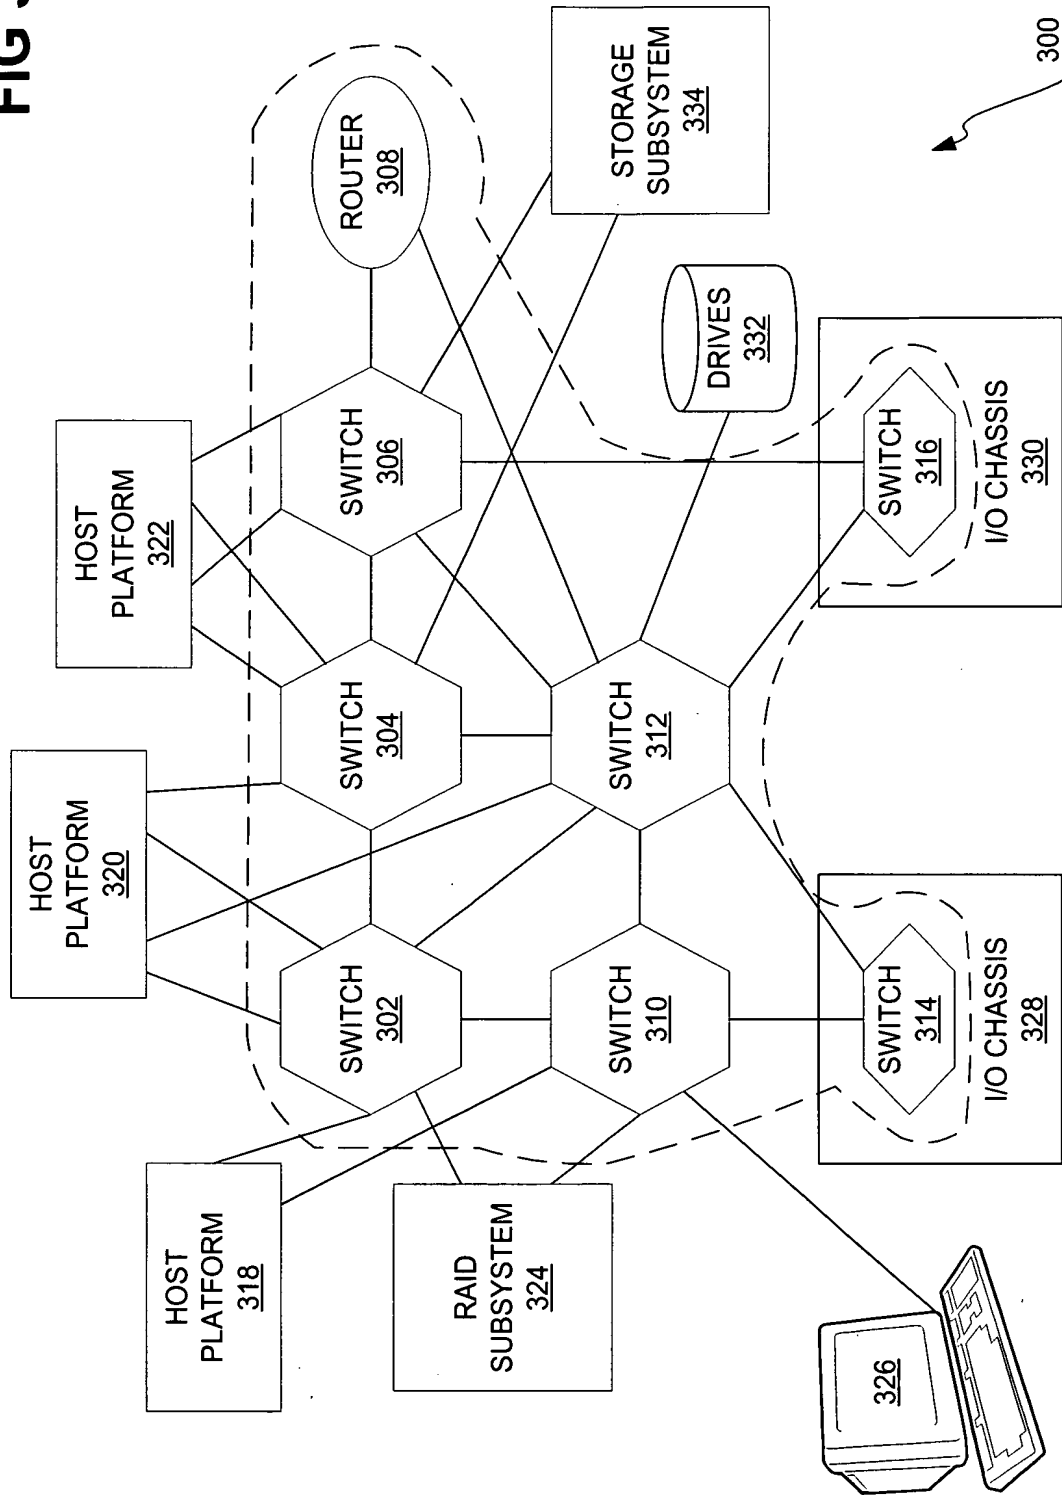 FIG
HOST
PLATFORM
320
HOST
PLATFORM
322
HOST
PLATFORM
318
SWITCH
302
SWITCH
304
SWITCH
306
ROUTER
308
RAID
SUBSYSTEM
324
SWITCH
310
SWITCH
312
STORAGE
SUBSYSTEM
334
DRIVES
332
326
SWITCH
314
I/O CHASSIS
328
SWITCH
316
I/O CHASSIS
330
300